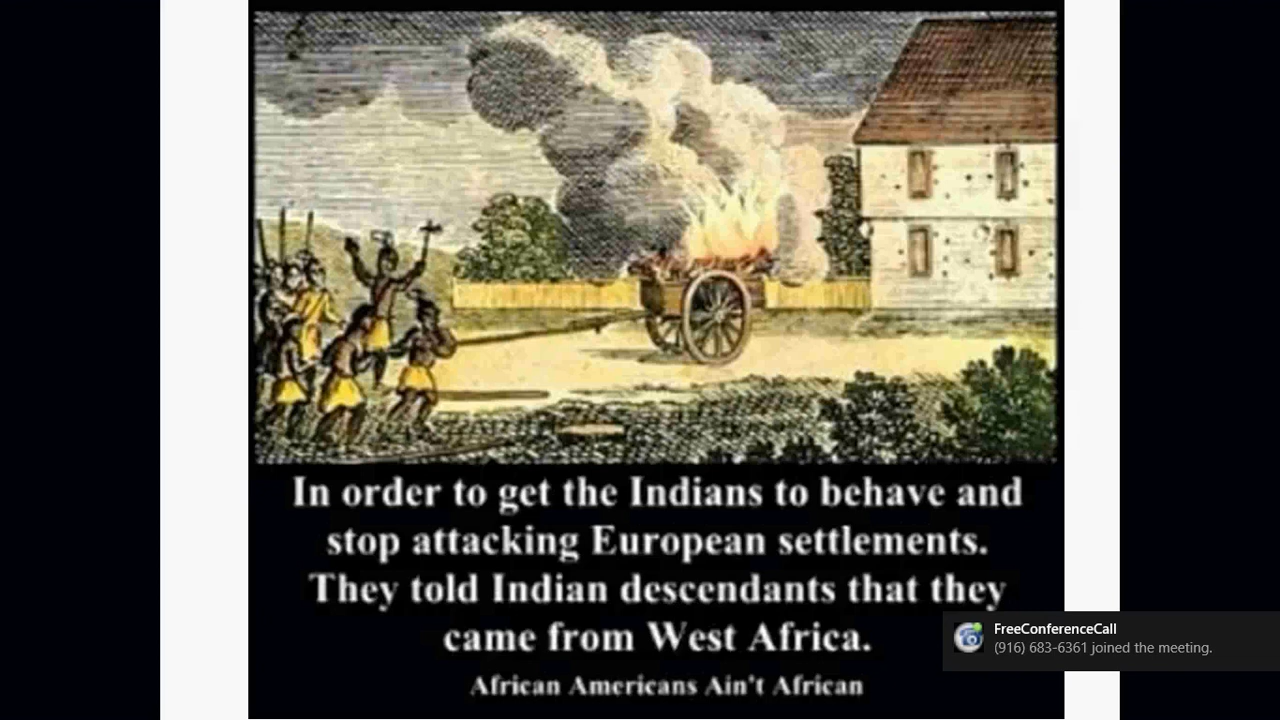 In order to get the Indians to behave and
stop attacking European settlements.
They told Indian descendants that they
came from West Africa.
African Americans Ain't African
FreeConferenceCall
(916) 683-6361 joined the meeting.